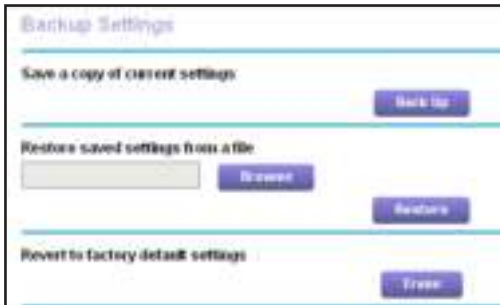 Backup Settings
Save a copy of current settings
Back Up
Restore saved settings from a file
Browse
Restore
Revert to factory default settings
Erase